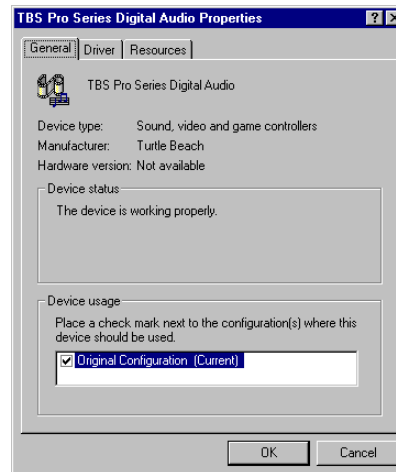 TBS Pro Series Digital Audio Properties
General Driver Resources
TBS Pro Series Digital Audio
Device type: Sound, video and game controllers
Manufacturer: Turtle Beach
Hardware version: Not available
Device status
The device is working properly.
Device usage
Place a check mark next to the configuration(s) where this
device should be used.
Original Configuration (Current)
OK Cancel